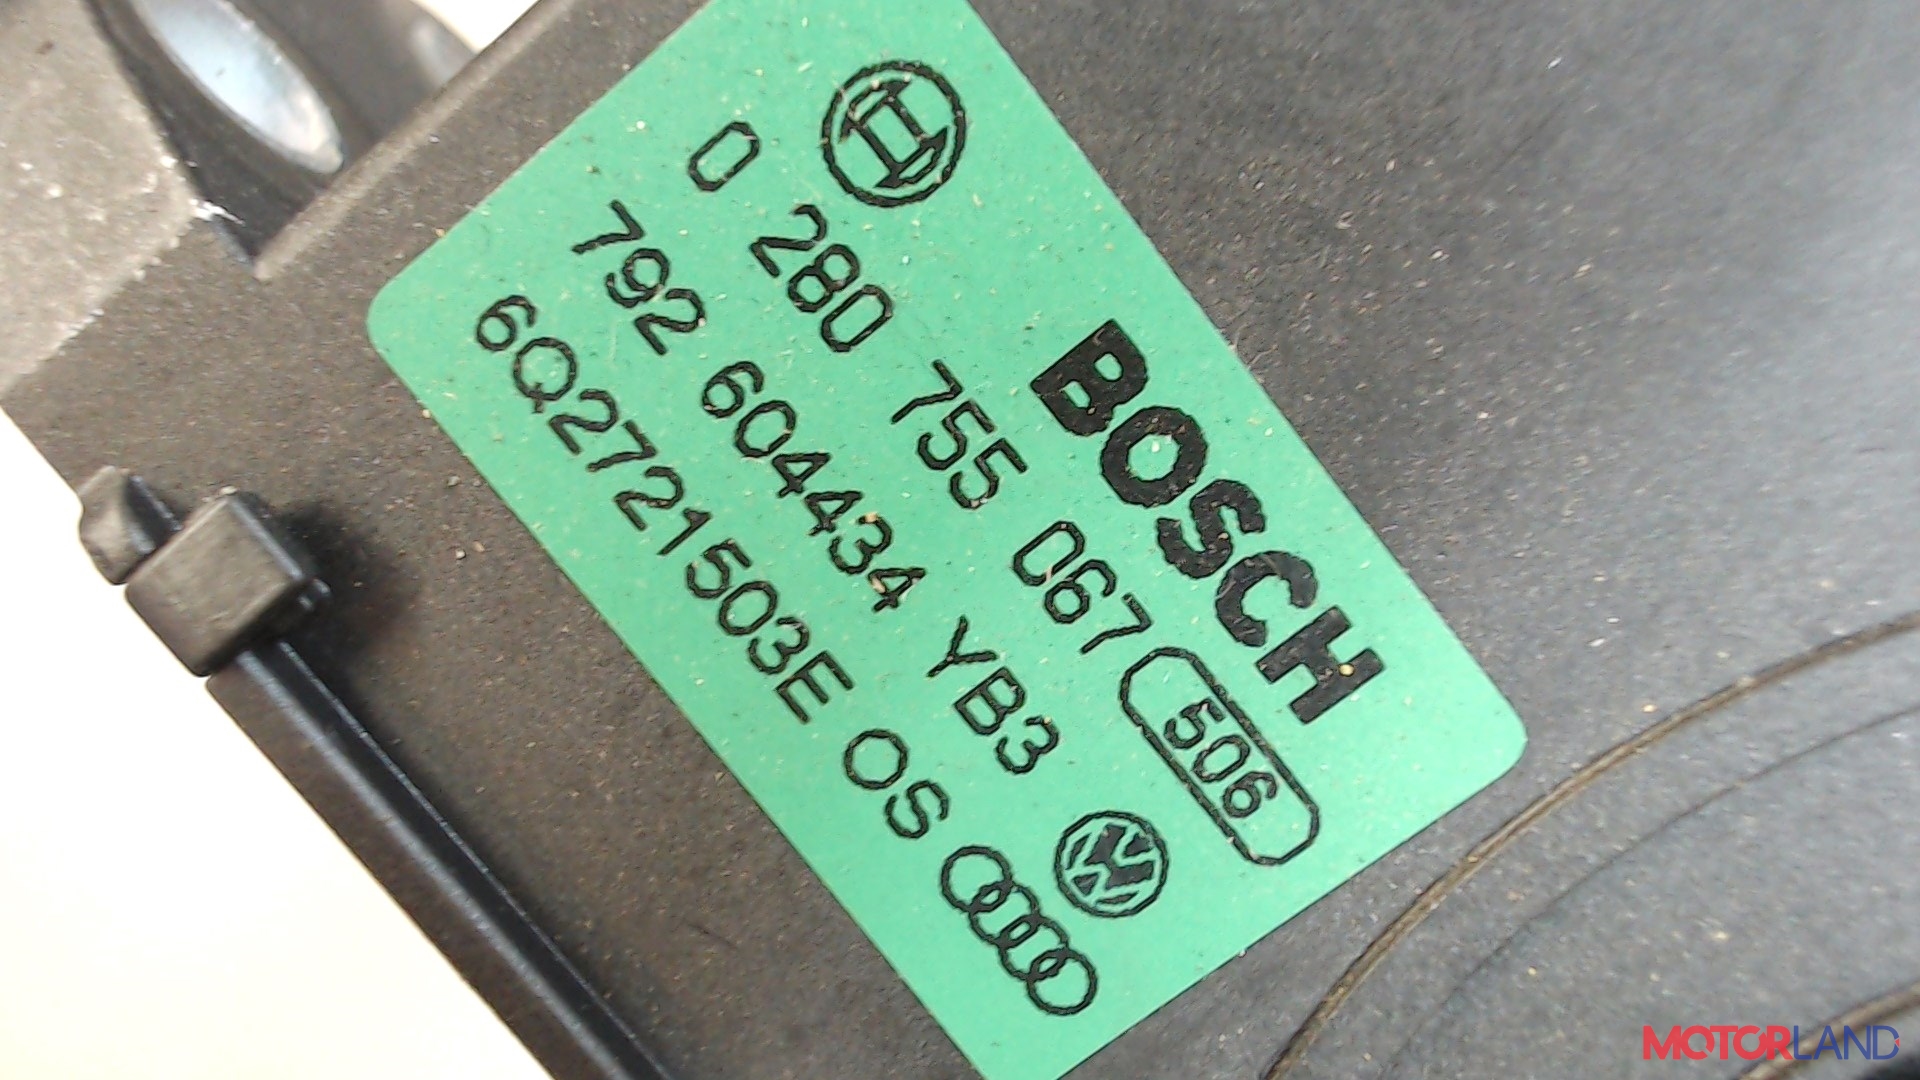 BOSCH
0 280 755 067 506
792 604434 YB3
6Q2721503E OS
MOTORLAND